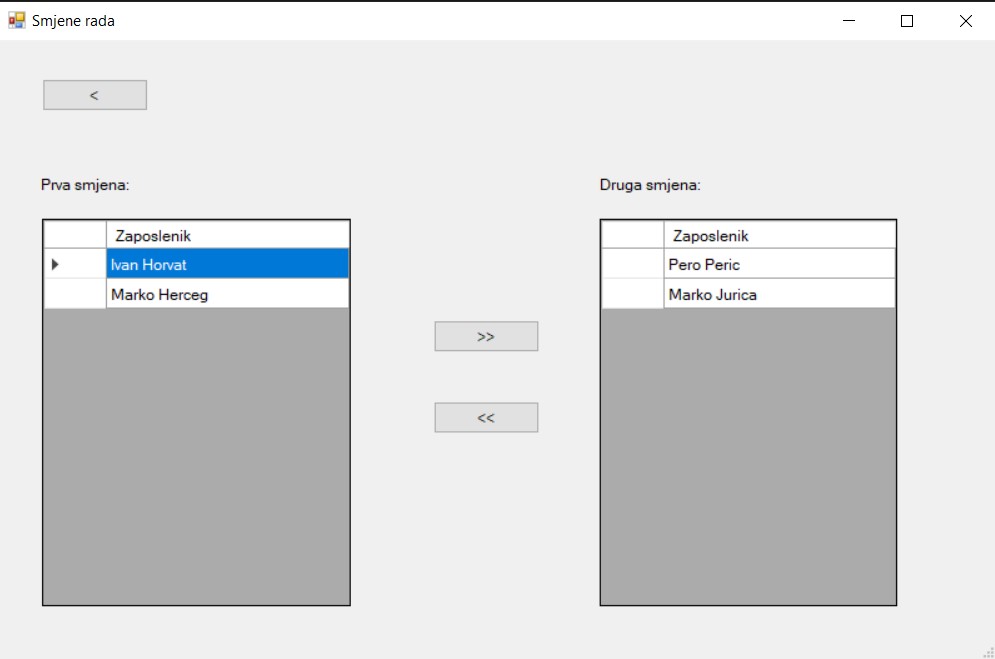 Smjene rada
<
Prva smjena:
Druga smjena:
Zaposlenik
Ivan Horvat
Marko Herceg
>>
<<
Zaposlenik
Pero Peric
Marko Jurica